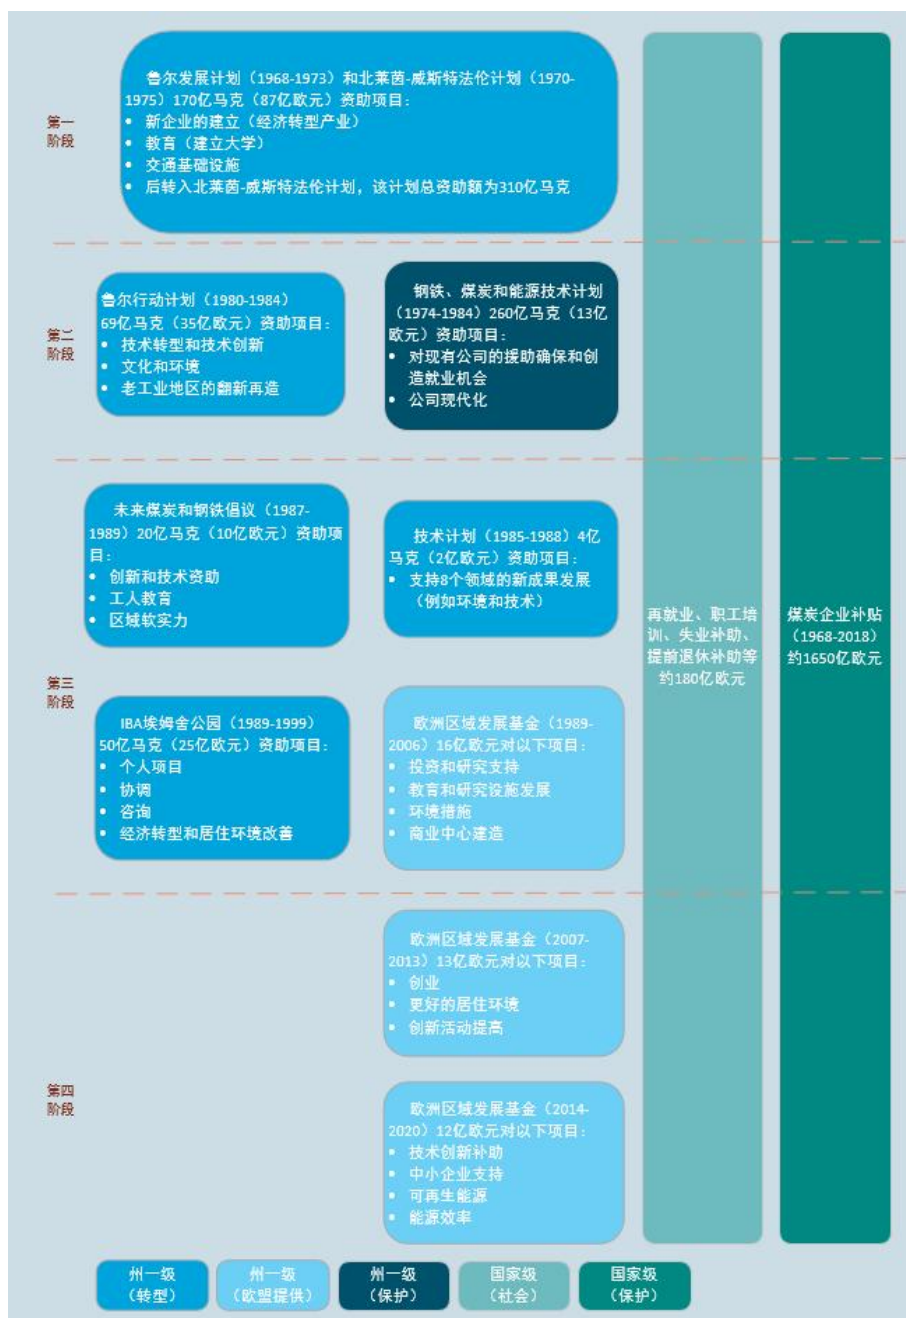 第一
阶段
鲁尔发展计划（1968-1973）和北莱茵-威斯特法伦计划（1970-
1975）170亿马克（87亿欧元）资助项目：
• 新企业的建立（经济转型产业）
• 教育（建立大学）
• 交通基础设施
• 后转入北莱茵-威斯特法伦计划，该计划总资助额为310亿马克
第二
阶段
鲁尔行动计划（1980-1984）
69亿马克（35亿欧元）资助项目：
• 技术转型和技术创新
• 文化和环境
• 老工业地区的翻新再造
钢铁、煤炭和能源技术计划
（1974-1984）260亿马克（13亿
欧元）资助项目：
• 对现有公司的援助确保和创
造就业机会
• 公司现代化
第三
阶段
未来煤炭和钢铁倡议（1987-
1989）20亿马克（10亿欧元）资助项
目：
• 创新和技术资助
• 工人教育
• 区域软实力
技术计划（1985-1988）4亿
马克（2亿欧元）资助项目：
• 支持8个领域的新成果发展
（例如环境和技术）
IBA埃姆舍公园（1989-1999）
50亿马克（25亿欧元）资助项目：
• 个人项目
• 协调
• 咨询
• 经济转型和居住环境改善
欧洲区域发展基金（1989-
2006）16亿欧元对以下项目：
• 投资和研究支持
• 教育和研究设施发展
• 环境措施
• 商业中心建造
再就业、职工培
训、失业补助、
提前退休补助等
约180亿欧元
煤炭企业补贴
（1968-2018）
约1650亿欧元
第四
阶段
欧洲区域发展基金（2007-
2013）13亿欧元对以下项目：
• 创业
• 更好的居住环境
• 创新活动提高
欧洲区域发展基金（2014-
2020）12亿欧元对以下项目：
• 技术创新补助
• 中小企业支持
• 可再生能源
• 能源效率
州一级
（转型）
州一级
（欧盟提供）
州一级
（保护）
国家级
（社会）
国家级
（保护）